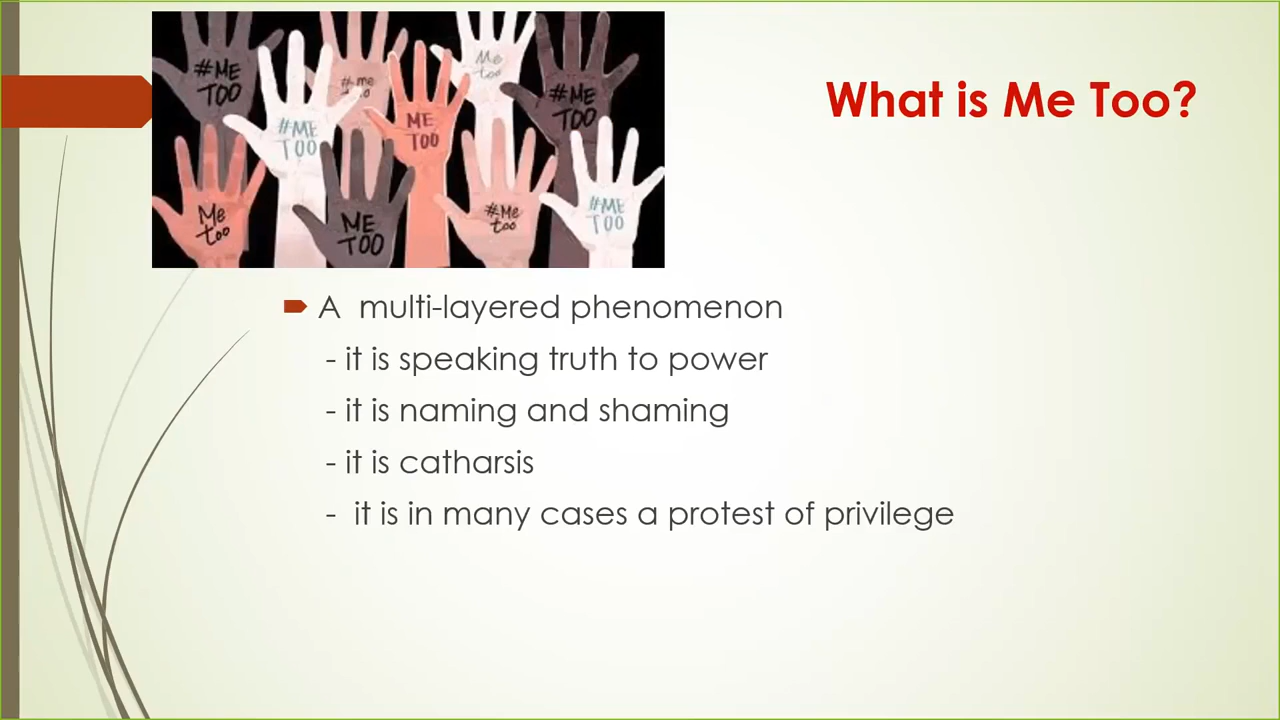 What is Me Too?
#ME
TOO
#ME
TOO
#me
ME
TOO
Me
too
#ME
TOO
Me
too
ME
TOO
#Me
too
#ME
TOO
A multi-layered phenomenon
- it is speaking truth to power
- it is naming and shaming
- it is catharsis
- it is in many cases a protest of privilege